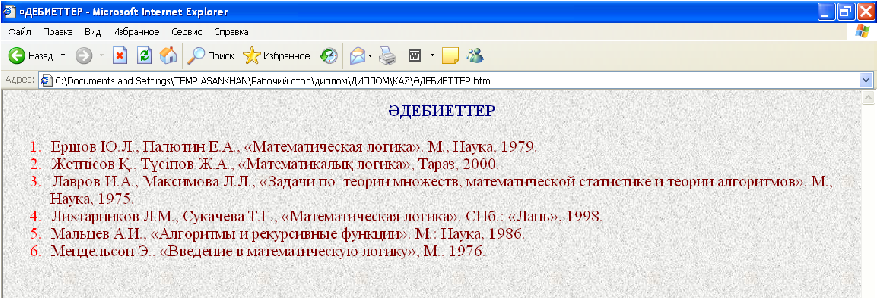 «ДЕБИЕТТЕР - Microsoft Internet Explorer
Файл Правка Вид Избранное Сервис Справка
Назад Поиск Избранное
Адрес: C:\Documents and Settings\TEMP\ASANKHAN\Рабочий стол\диплом\ДИПЛОМ\KAZ\ӘДЕБИЕТТЕР.htm
ӘДЕБИЕТТЕР
1. Ершов Ю.Л., Палютин Е.А., «Математическая логика». М., Наука, 1979.
2. Жетпісов Қ., Түсіпов Ж.А., «Математикалық логика», Тараз, 2000.
3. Лавров И.А., Максимова Л.Л., «Задачи по теории множеств, математической статистике и теории алгоритмов». М.,
Наука, 1975.
4. Лихтарников Л.М., Сукачева Т.Г., «Математическая логика». СПб.: «Лань», 1998.
5. Мальцев А.И., «Алгоритмы и рекурсивные функции». М.: Наука, 1986.
6. Мендельсон Э.. «Введение в математическую логику», М.. 1976.